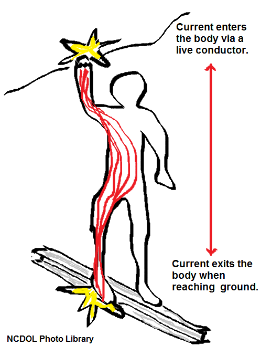 Current enters
the body via a
live conductor.
Current exits the
body when
reaching ground.
NCDOL Photo Library